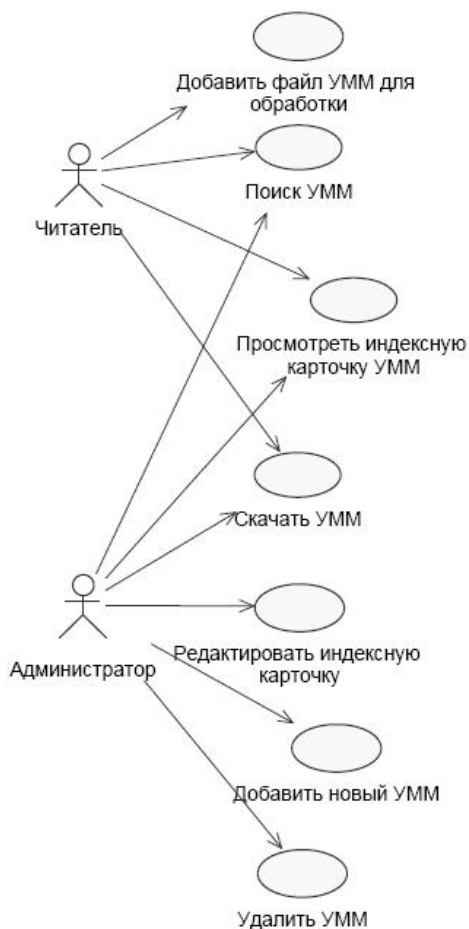 Добавить файл УММ для
обработки
Поиск УММ
Читатель
Просмотреть индексную
карточку УММ
Скачать УММ
Редактировать индексную
карточку
Администратор
Добавить новый УММ
Удалить УММ